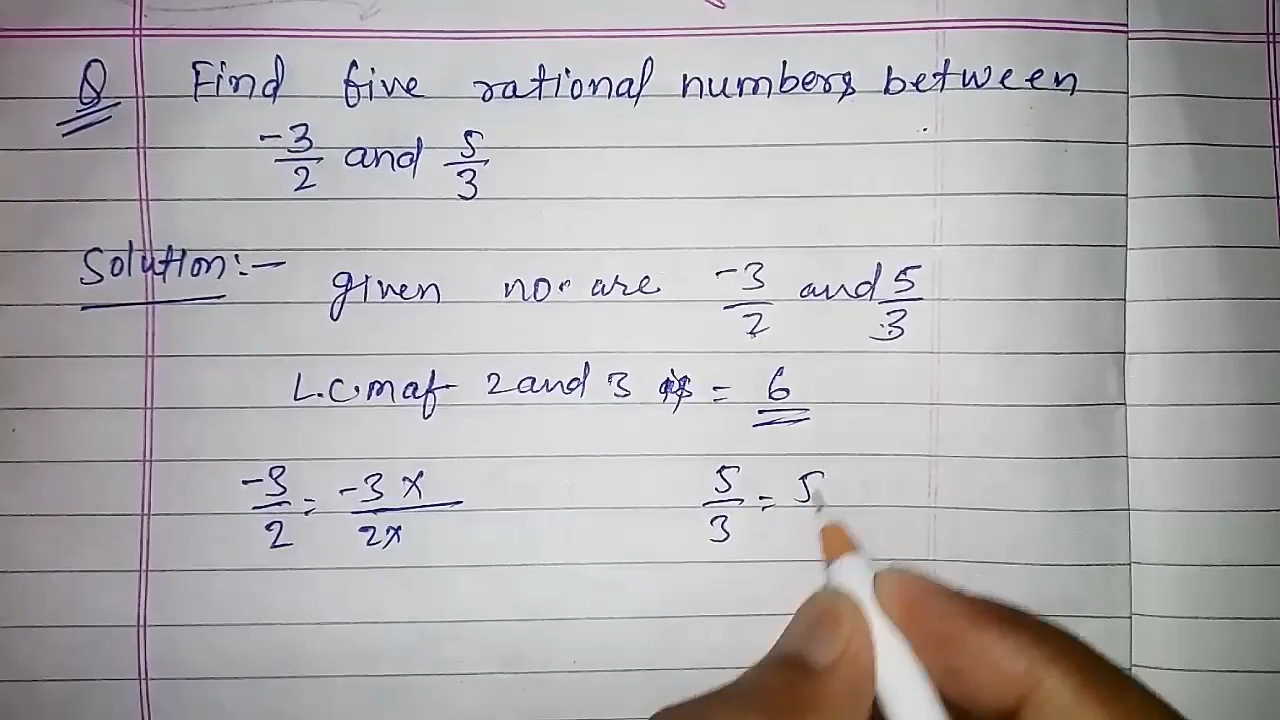 Q Find five rational numbers between
-3/2 and 5/3
Solution:-
given no. are -3/2 and 5/3
L.C.M of 2 and 3 is = 6
-3/2 = -3×/2× 5/3 = 5